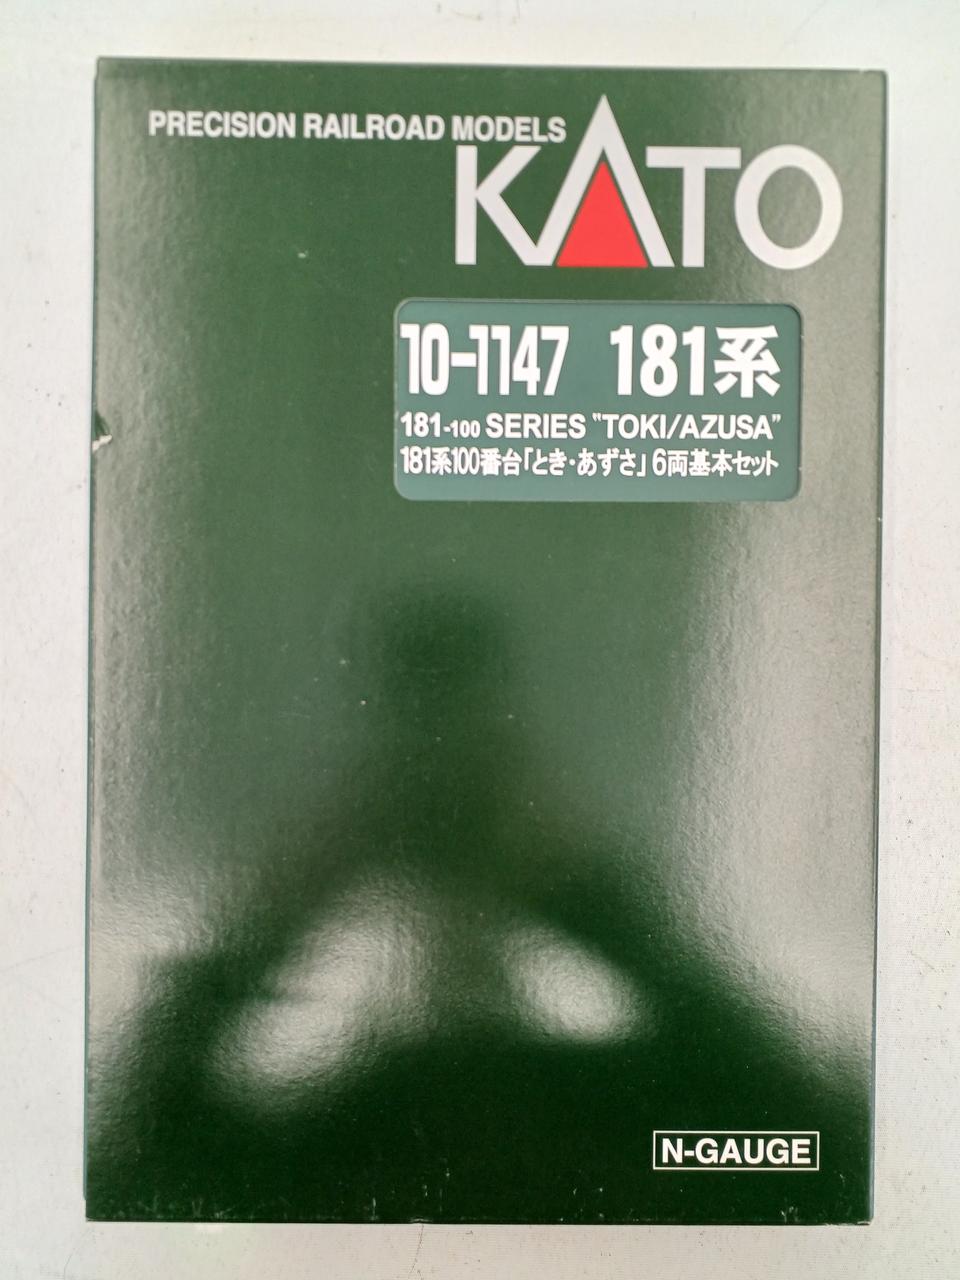 PRECISION RAILROAD MODELS
KATO
10-1147 181系
181-100 SERIES "TOKI/AZUSA"
181系100番台「とき・あずさ」6両基本セット
N-GAUGE